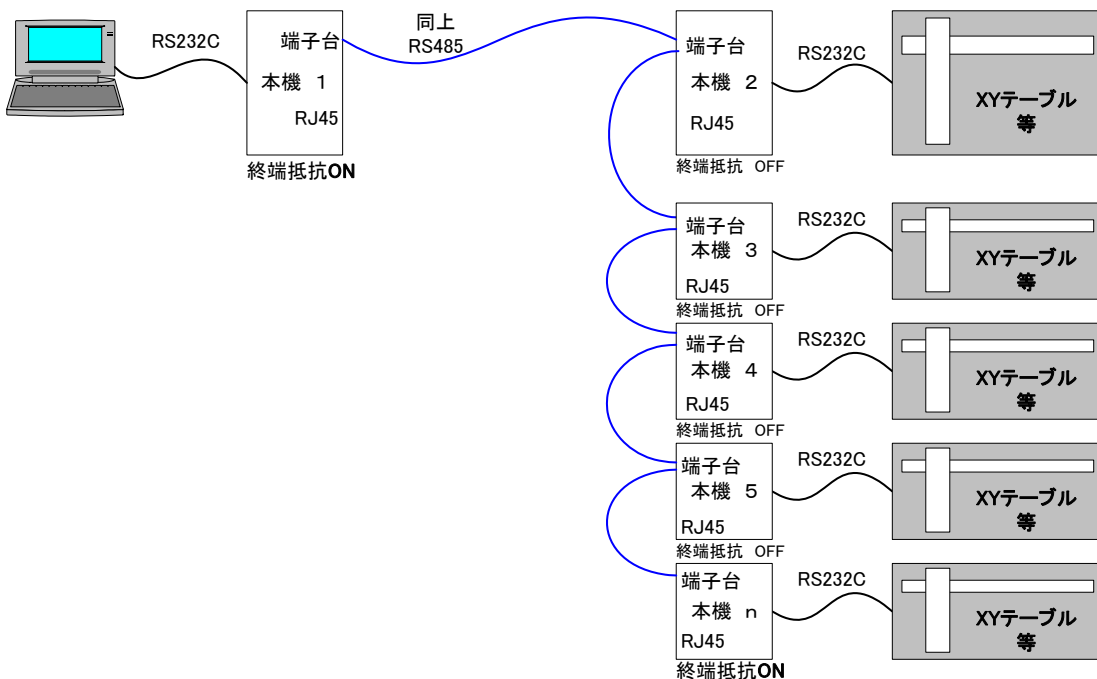 RS232C
端子台
本機 1
RJ45
終端抵抗ON
同上
RS485
端子台
本機 2
RJ45
終端抵抗 OFF
RS232C
XYテーブル
等
端子台
本機 3
RJ45
終端抵抗 OFF
RS232C
XYテーブル
等
端子台
本機 4
RJ45
終端抵抗 OFF
RS232C
XYテーブル
等
端子台
本機 5
RJ45
終端抵抗 OFF
RS232C
XYテーブル
等
端子台
本機 n
RJ45
終端抵抗ON
RS232C
XYテーブル
等